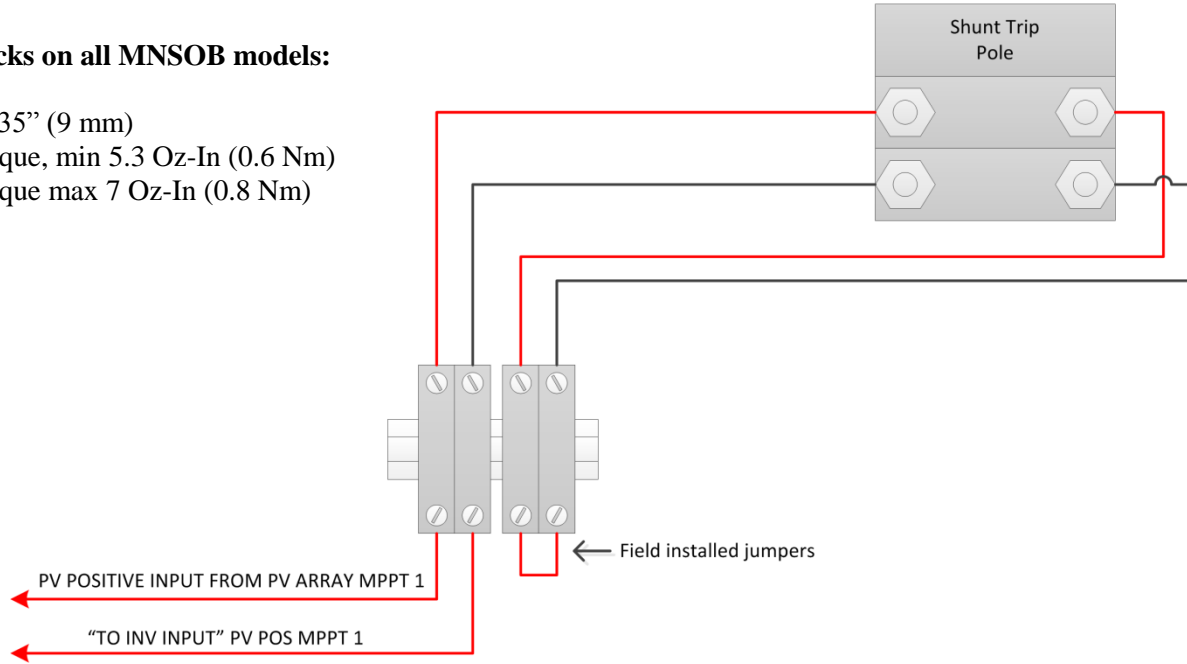 cks on all MNSOB models:
35” (9 mm)
que, min 5.3 Oz-In (0.6 Nm)
que max 7 Oz-In (0.8 Nm)
Shunt Trip
Pole
Field installed jumpers
PV POSITIVE INPUT FROM PV ARRAY MPPT 1
“TO INV INPUT” PV POS MPPT 1